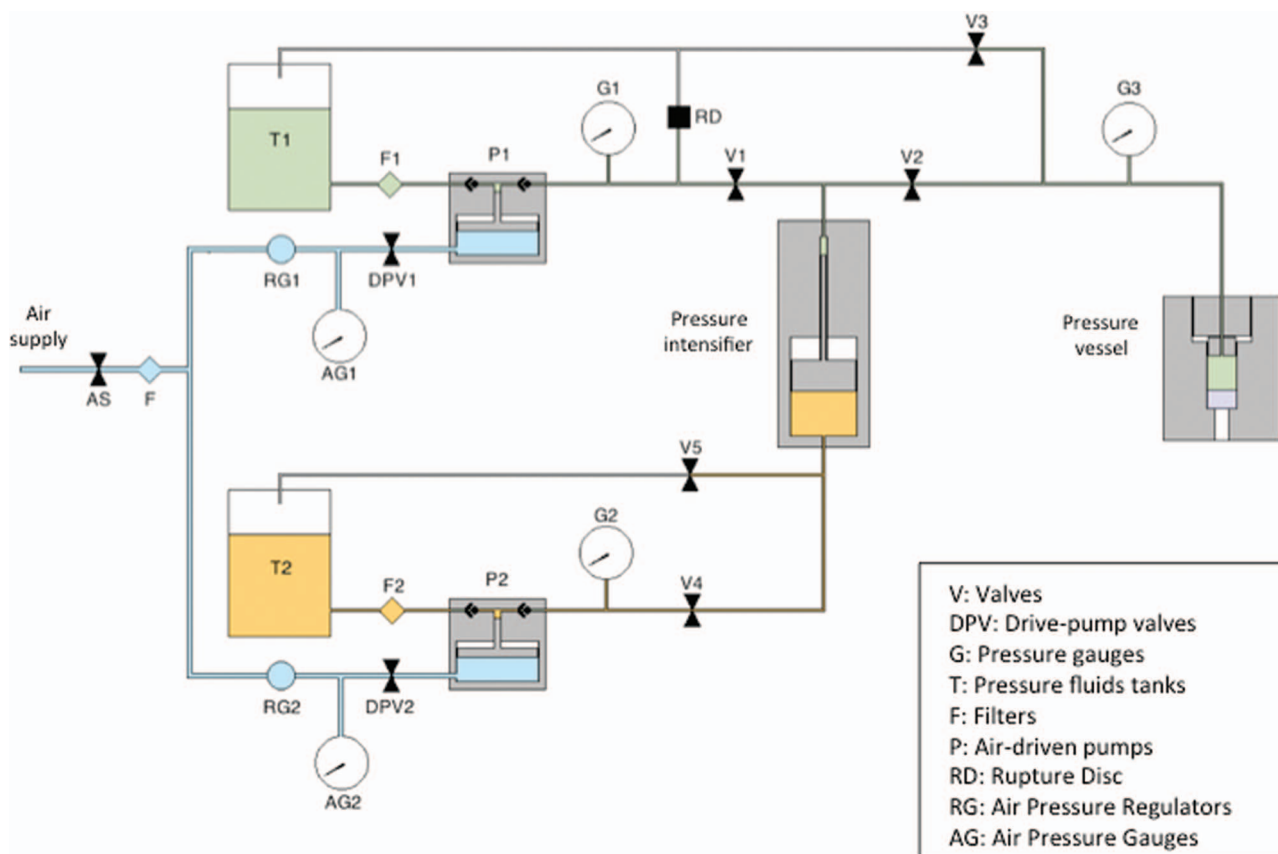 V3
G1
G3
RD
T1
F1
P1
V1
V2
RG1
DPV1
Air
supply
Pressure
intensifier
Pressure
vessel
AG1
AS
F
V5
G2
T2
F2
P2
V4
RG2
DPV2
AG2
V: Valves
DPV: Drive-pump valves
G: Pressure gauges
T: Pressure fluids tanks
F: Filters
P: Air-driven pumps
RD: Rupture Disc
RG: Air Pressure Regulators
AG: Air Pressure Gauges